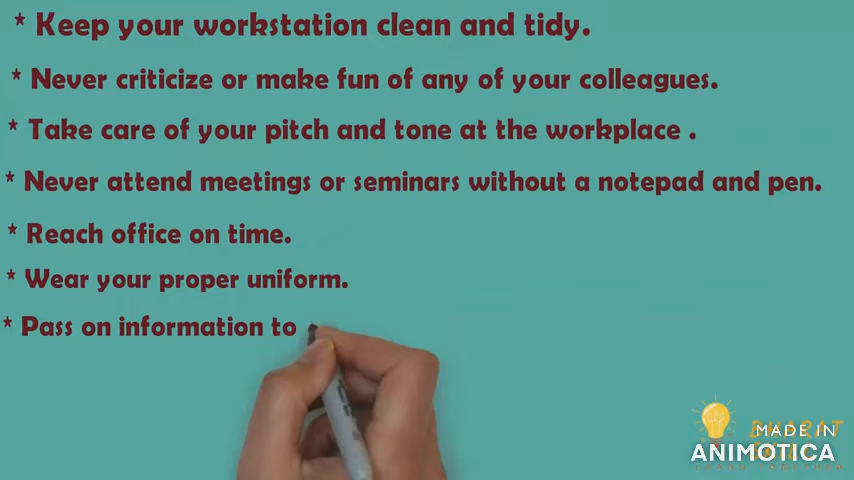 * Keep your workstation clean and tidy.
* Never criticize or make fun of any of your colleagues.
* Take care of your pitch and tone at the workplace .
* Never attend meetings or seminars without a notepad and pen.
* Reach office on time.
* Wear your proper uniform.
* Pass on information to
MADE IN
ANIMOTICA